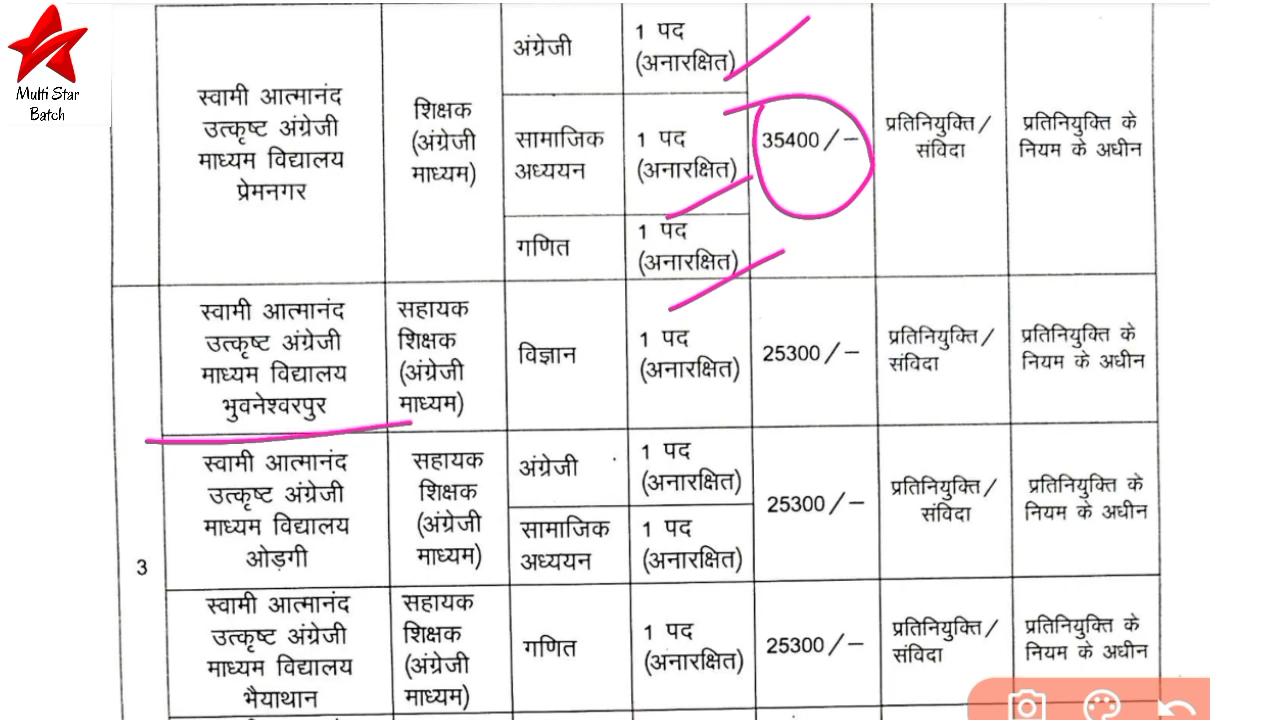 Multi Star
Batch
स्वामी आत्मानंद
उत्कृष्ट अंग्रेजी
माध्यम विद्यालय
प्रेमनगर
शिक्षक
(अंग्रेजी
माध्यम)
अंग्रेजी
1 पद
(अनारक्षित)
सामाजिक
अध्ययन
1 पद
(अनारक्षित)
गणित
1 पद
(अनारक्षित)
35400/-
प्रतिनियुक्ति/
संविदा
प्रतिनियुक्ति के
नियम के अधीन
3
स्वामी आत्मानंद
उत्कृष्ट अंग्रेजी
माध्यम विद्यालय
भुवनेश्वरपुर
सहायक
शिक्षक
(अंग्रेजी
माध्यम)
विज्ञान
1 पद
(अनारक्षित)
25300/-
प्रतिनियुक्ति/
संविदा
प्रतिनियुक्ति के
नियम के अधीन
स्वामी आत्मानंद
उत्कृष्ट अंग्रेजी
माध्यम विद्यालय
ओड़गी
सहायक
शिक्षक
(अंग्रेजी
माध्यम)
अंग्रेजी
1 पद
(अनारक्षित)
सामाजिक
अध्ययन
1 पद
(अनारक्षित)
25300/-
प्रतिनियुक्ति/
संविदा
प्रतिनियुक्ति के
नियम के अधीन
स्वामी आत्मानंद
उत्कृष्ट अंग्रेजी
माध्यम विद्यालय
भैयाथान
सहायक
शिक्षक
(अंग्रेजी
माध्यम)
गणित
1 पद
(अनारक्षित)
25300/-
प्रतिनियुक्ति/
संविदा
प्रतिनियुक्ति के
नियम के अधीन